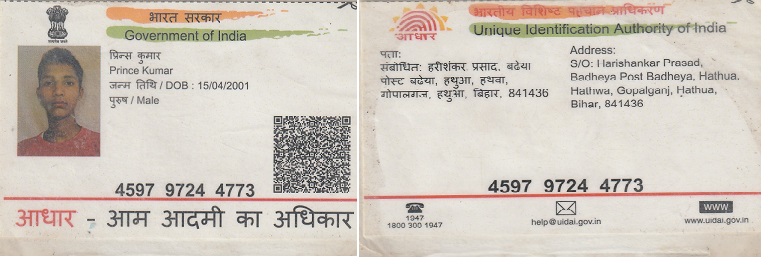 भारत सरकार
Government of India
प्रिन्स कुमार
Prince Kumar
जन्म तिथि / DOB : 15/04/2001
पुरुष / Male
4597 9724 4773
आधार - आम आदमी का अधिकार
भारतीय विशिष्ट पहचान प्राधिकरण
Unique Identification Authority of India
आधार
पता:
संबोधित: हरीशंकर प्रसाद, बढेया
पोस्ट बढेया, हथुआ, हथवा,
गोपालगंज, हथुआ, बिहार, 841436
Address:
S/O: Harishankar Prasad,
Badheya Post Badheya, Hathua,
Hathwa, Gopalganj, Hathua,
Bihar, 841436
4597 9724 4773
1947
1800 300 1947
help@uidai.gov.in
www
www.uidai.gov.in